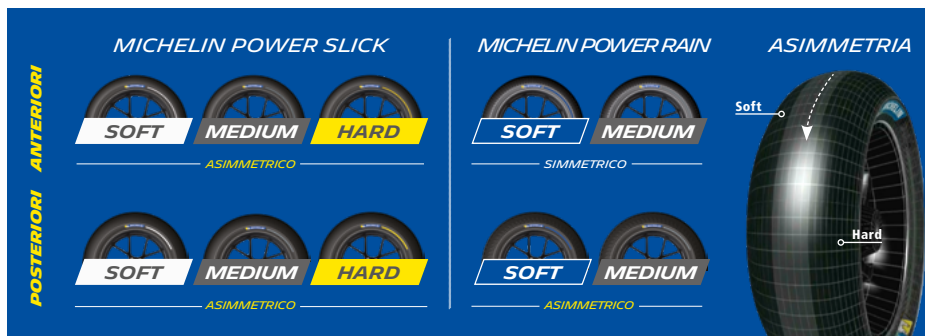 MICHELIN POWER SLICK
MICHELIN POWER RAIN
ASIMMETRIA
ANTERIORI
SOFT
MEDIUM
HARD
ASIMMETRICO
SOFT
MEDIUM
SIMMETRICO
POSTERIORI
SOFT
MEDIUM
HARD
ASIMMETRICO
SOFT
MEDIUM
ASIMMETRICO
Soft
Hard